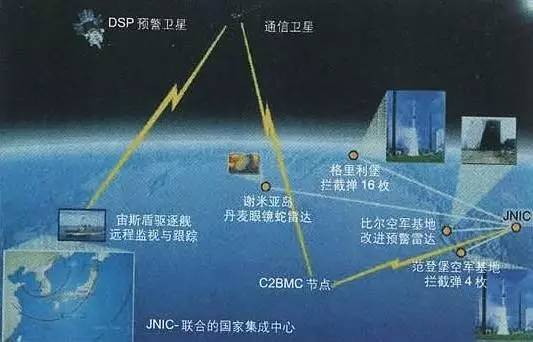 DSP 预警卫星
通信卫星
格里利堡
拦截弹 16 枚
谢米亚岛
丹麦眼镜蛇雷达
JNIC
宙斯盾驱逐舰
远程监视与跟踪
比尔空军基地
改进预警雷达
范登堡空军基地
拦截弹 4 枚
C2BMC 节点
JNIC- 联合的国家集成中心